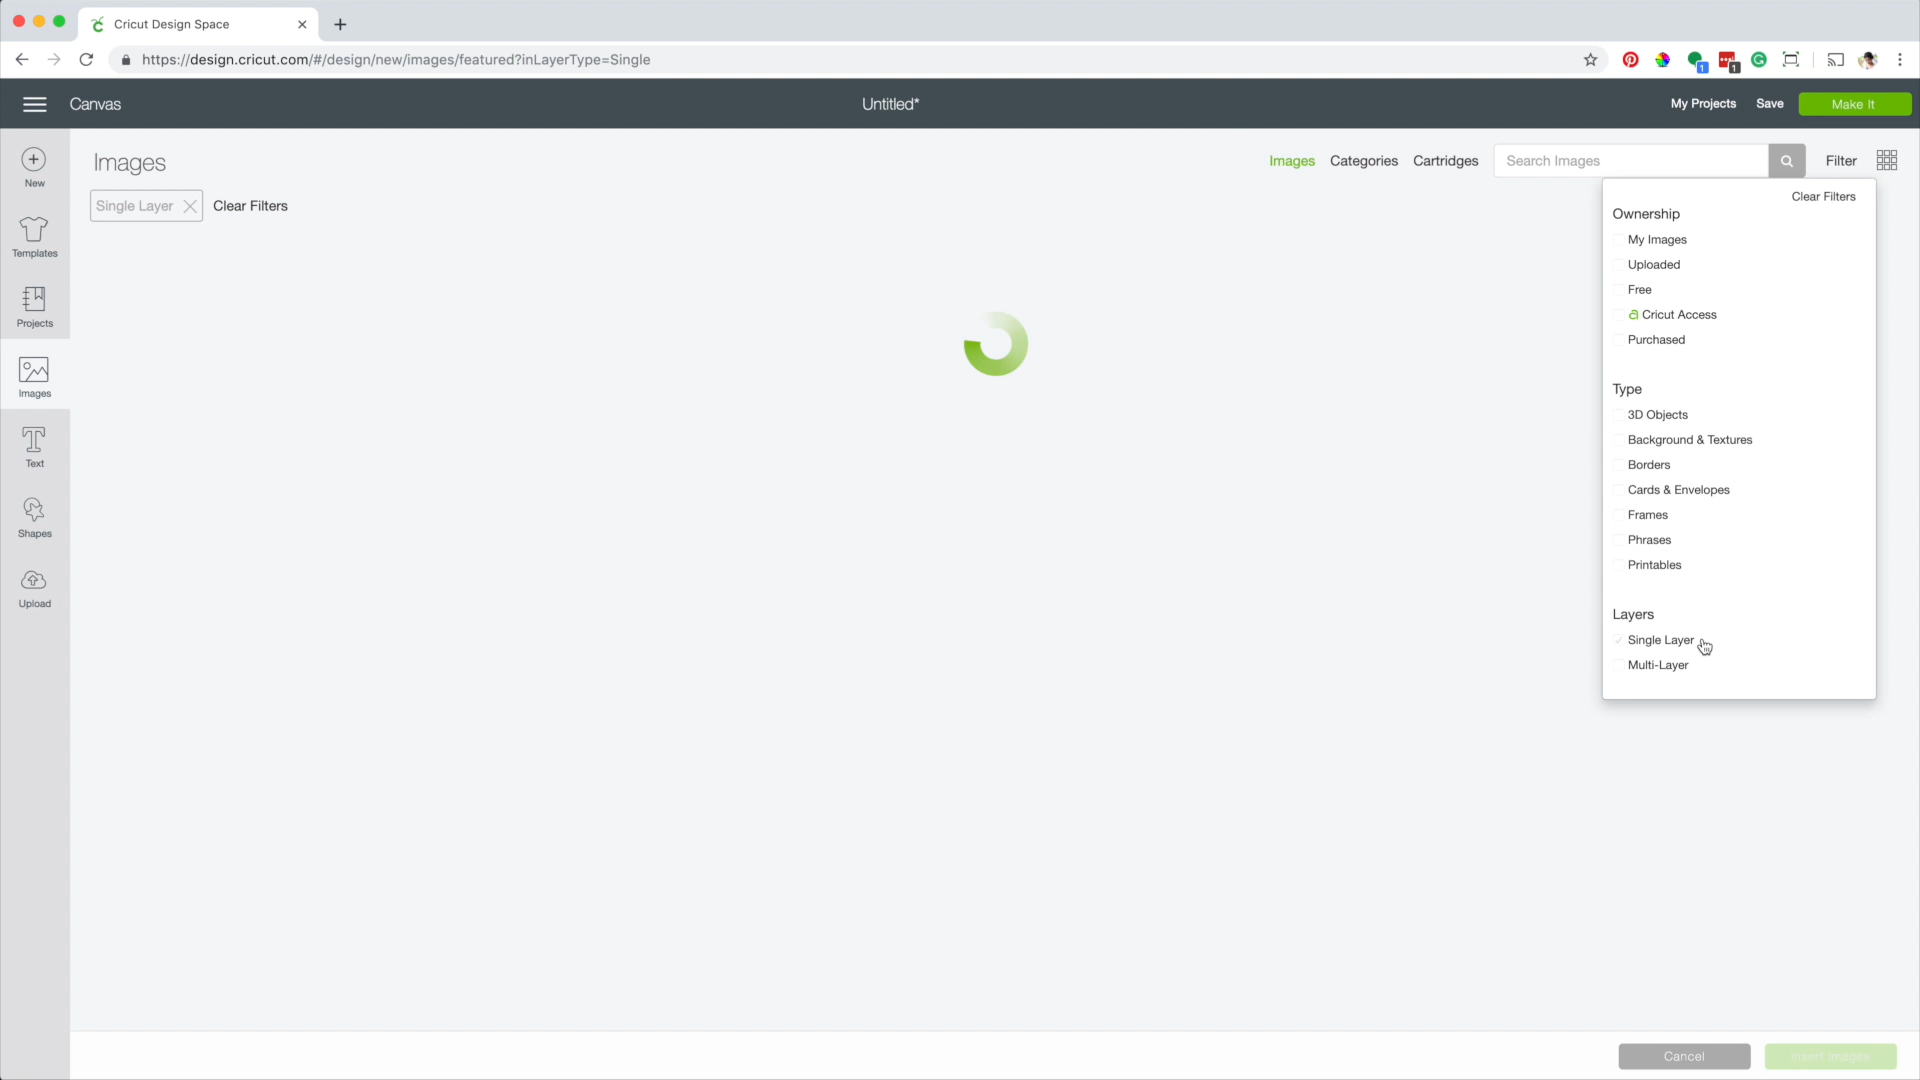 Cricut Design Space
https://design.cricut.com/#/design/new/images/featured?inLayerType=Single
1
1
Canvas
Untitled*
My Projects
Save
Make It
New
Templates
Projects
Images
Text
Shapes
Upload
Images
Images
Categories
Cartridges
Search Images
Filter
Single Layer
Clear Filters
Clear Filters
Ownership
My Images
Uploaded
Free
a Cricut Access
Purchased
Type
3D Objects
Background & Textures
Borders
Cards & Envelopes
Frames
Phrases
Printables
Layers
Single Layer
Multi-Layer
Cancel
Insert Images